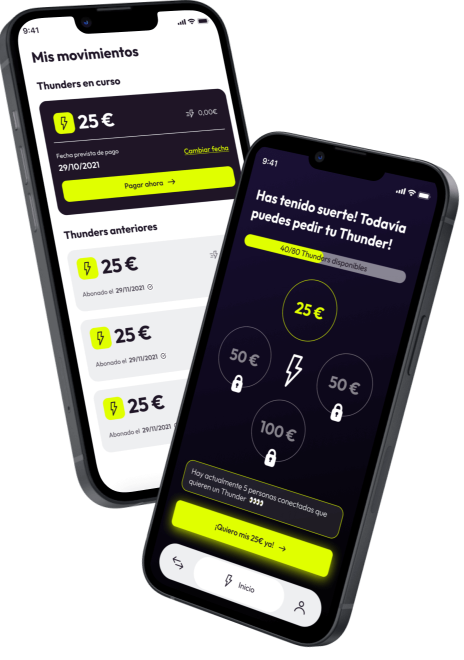 9:41
Mis movimientos
Thunders en curso
25 €
0,00€
Fecha prevista de pago
Cambiar fecha
29/10/2021
Pagar ahora →
Thunders anteriores
25 €
Abonado el 29/11/2021
25 €
Abonado el 29/11/2021
25 €
Abonado el 29/11/2021
9:41
Has tenido suerte! Todavía
puedes pedir tu Thunder!
40/80 Thunders disponibles
25 €
50 €
50 €
100 €
Hay actualmente 5 personas conectadas que
quieren un Thunder 👀👀
¡Quiero mis 25€ ya! →
Inicio